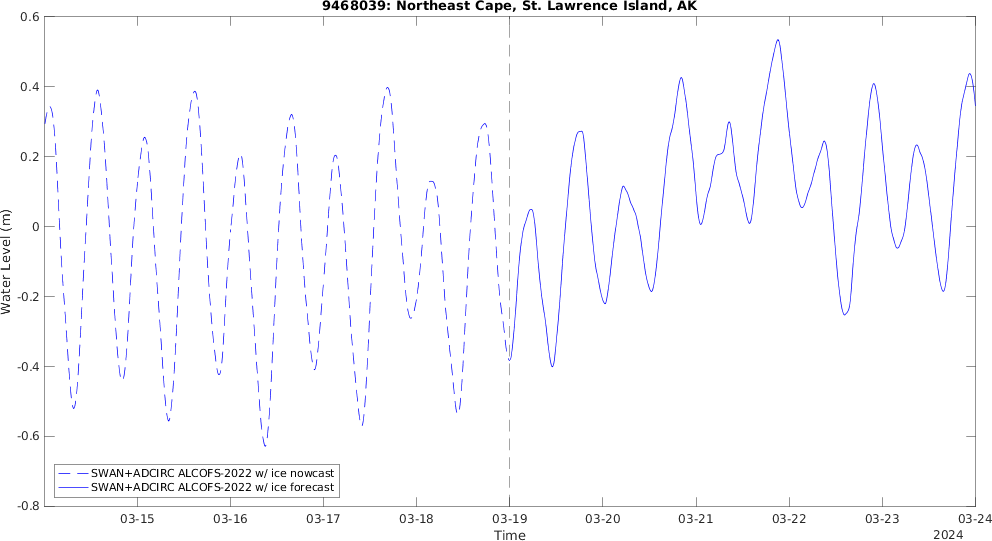 9468039: Northeast Cape, St. Lawrence Island, AK
0.6
0.4
0.2
0
-0.2
-0.4
-0.6
-0.8
Water Level (m)
SWAN+ADCIRC ALCOFS-2022 w/ ice nowcast
SWAN+ADCIRC ALCOFS-2022 w/ ice forecast
03-15 03-16 03-17 03-18 03-19 03-20 03-21 03-22 03-23 03-24
Time
2024